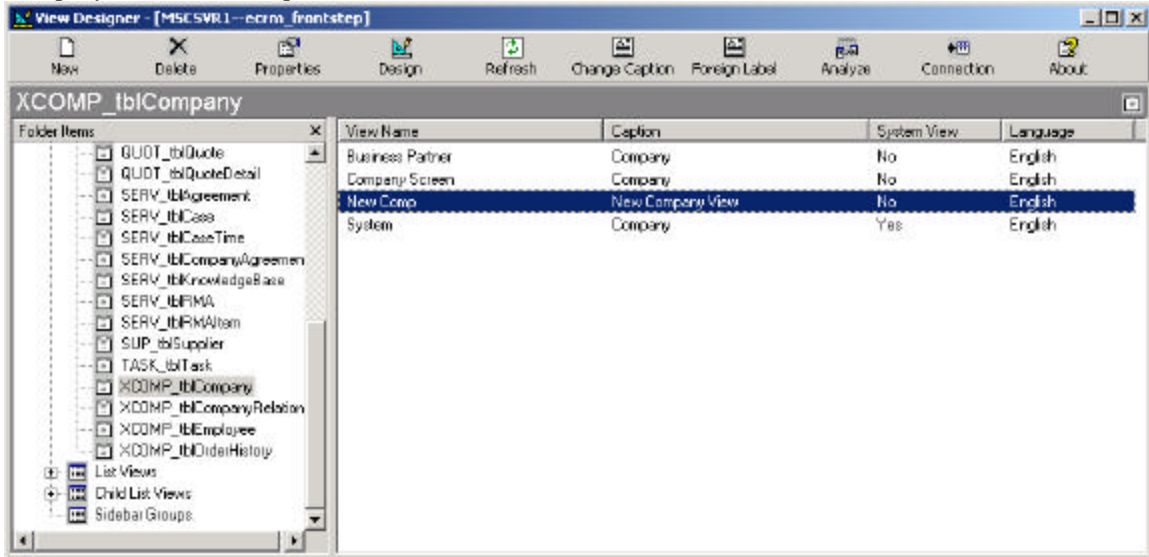 View Designer - [MSCSVR1--ecrm_frontstep]
New Delete Properties Design Refresh Change Caption Foreign Label Analyze Connection About
XCOMP_tblCompany
Folder Items View Name Caption System View Language
QUOT_tblQuote
QUOT_tblQuoteDetail
SERV_tblAgreement
SERV_tblCase
SERV_tblCaseTime
SERV_tblCompanyAgreemen
SERV_tblKnowledgeBase
SERV_tblRMA
SERV_tblRMAItem
SUP_tblSupplier
TASK_tblTask
XCOMP_tblCompany
XCOMP_tblCompanyRelation
XCOMP_tblEmployee
XCOMP_tblOrderHistory
List Views
Child List Views
Sidebar Groups
Business Partner Company No English
Company Screen Company No English
New Comp New Company View No English
System Company Yes English